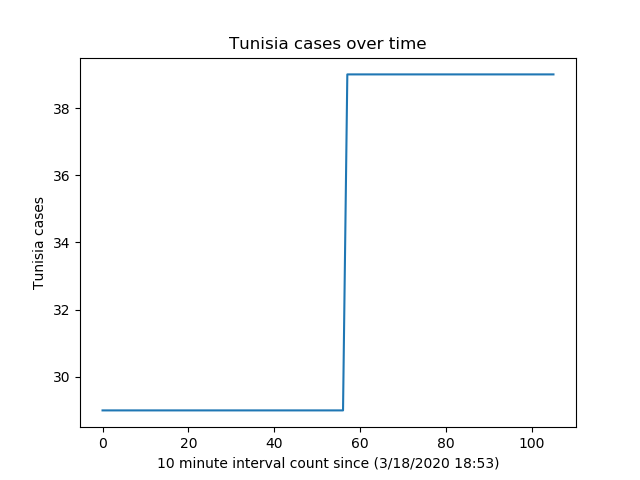 Tunisia cases over time
38
36
34
32
30
Tunisia cases
0 20 40 60 80 100
10 minute interval count since (3/18/2020 18:53)